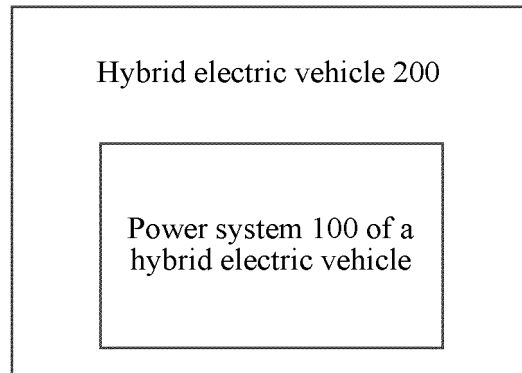 Hybrid electric vehicle 200
Power system 100 of a
hybrid electric vehicle